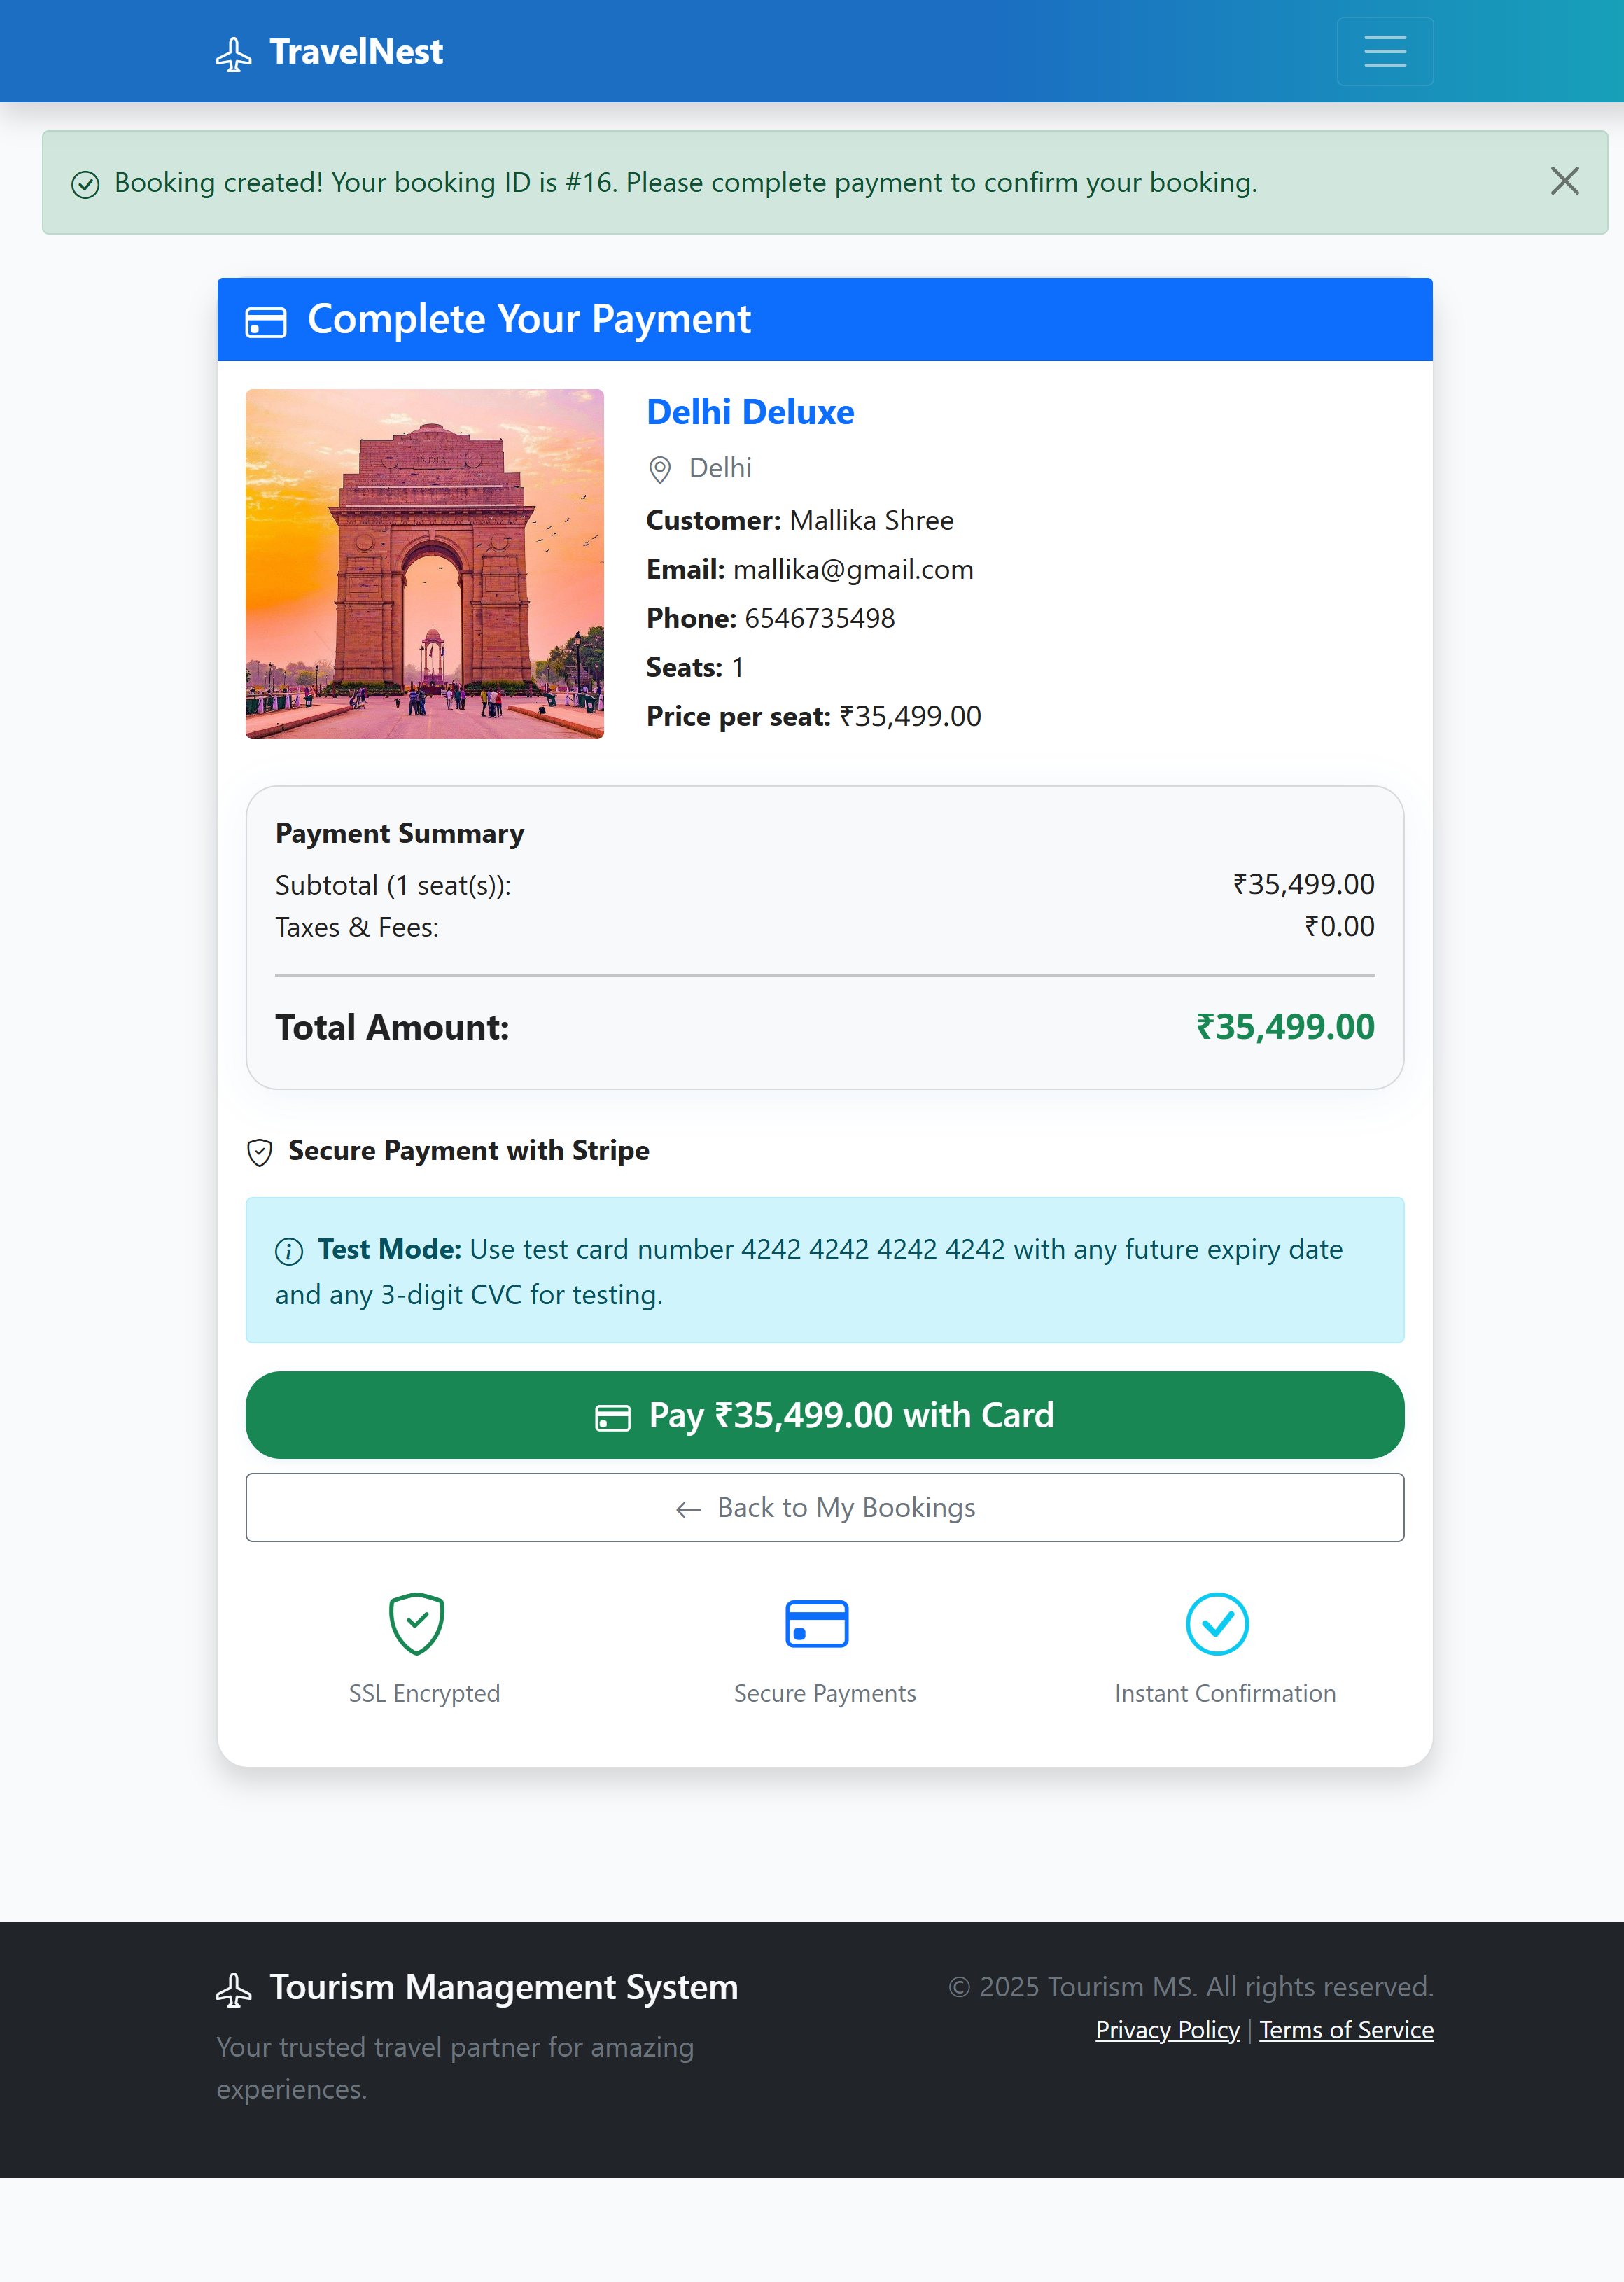 TravelNest
Booking created! Your booking ID is #16. Please complete payment to confirm your booking.
Complete Your Payment
INDIA
Delhi Deluxe
Delhi
Customer: Mallika Shree
Email: mallika@gmail.com
Phone: 6546735498
Seats: 1
Price per seat: ₹35,499.00
Payment Summary
Subtotal (1 seat(s)): ₹35,499.00
Taxes & Fees: ₹0.00
Total Amount: ₹35,499.00
Secure Payment with Stripe
Test Mode: Use test card number 4242 4242 4242 4242 with any future expiry date
and any 3-digit CVC for testing.
Pay ₹35,499.00 with Card
Back to My Bookings
SSL Encrypted
Secure Payments
Instant Confirmation
Tourism Management System
Your trusted travel partner for amazing
experiences.
© 2025 Tourism MS. All rights reserved.
Privacy Policy | Terms of Service